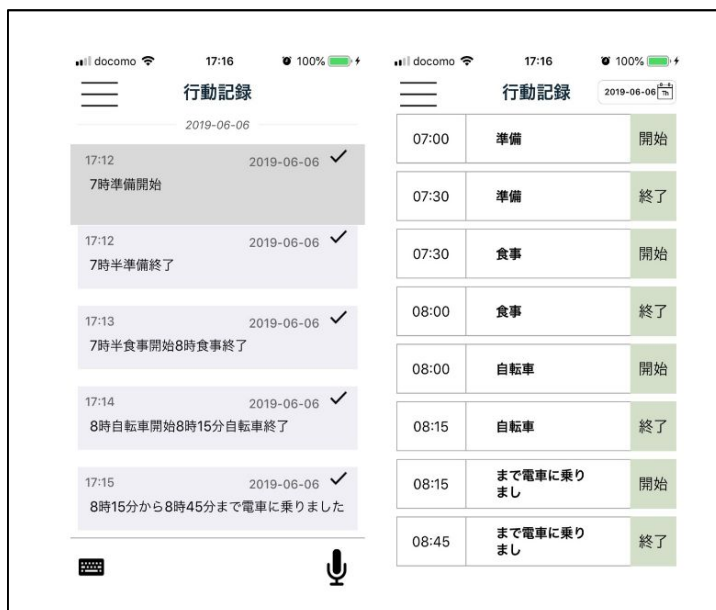 docomo 17:16 100%
行動記録
2019-06-06
17:12 2019-06-06
7時準備開始
17:12 2019-06-06
7時半準備終了
17:13 2019-06-06
7時半食事開始8時食事終了
17:14 2019-06-06
8時自転車開始8時15分自転車終了
17:15 2019-06-06
8時15分から8時45分まで電車に乗りました
docomo 17:16 100%
行動記録 2019-06-06
07:00 準備 開始
07:30 準備 終了
07:30 食事 開始
08:00 食事 終了
08:00 自転車 開始
08:15 自転車 終了
08:15 まで電車に乗り 開始
まし
08:45 まで電車に乗り 終了
まし